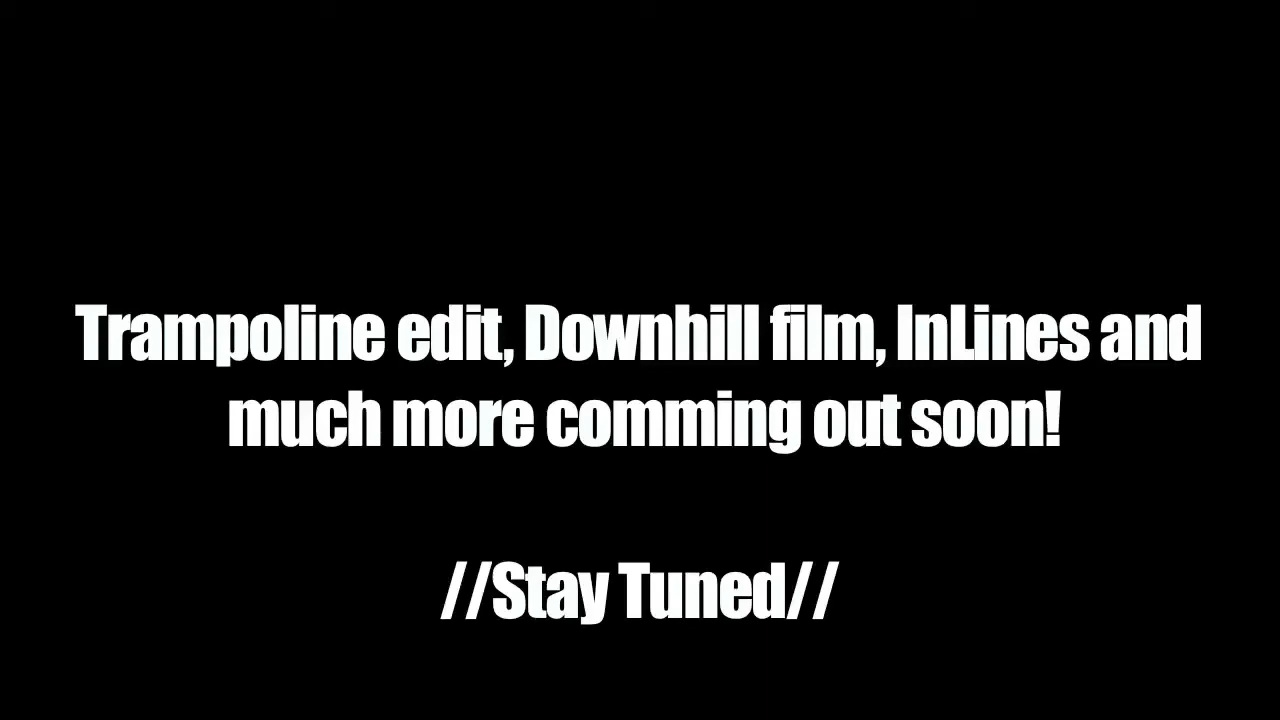 Trampoline edit, Downhill film, InLines and
much more comming out soon!
//Stay Tuned//